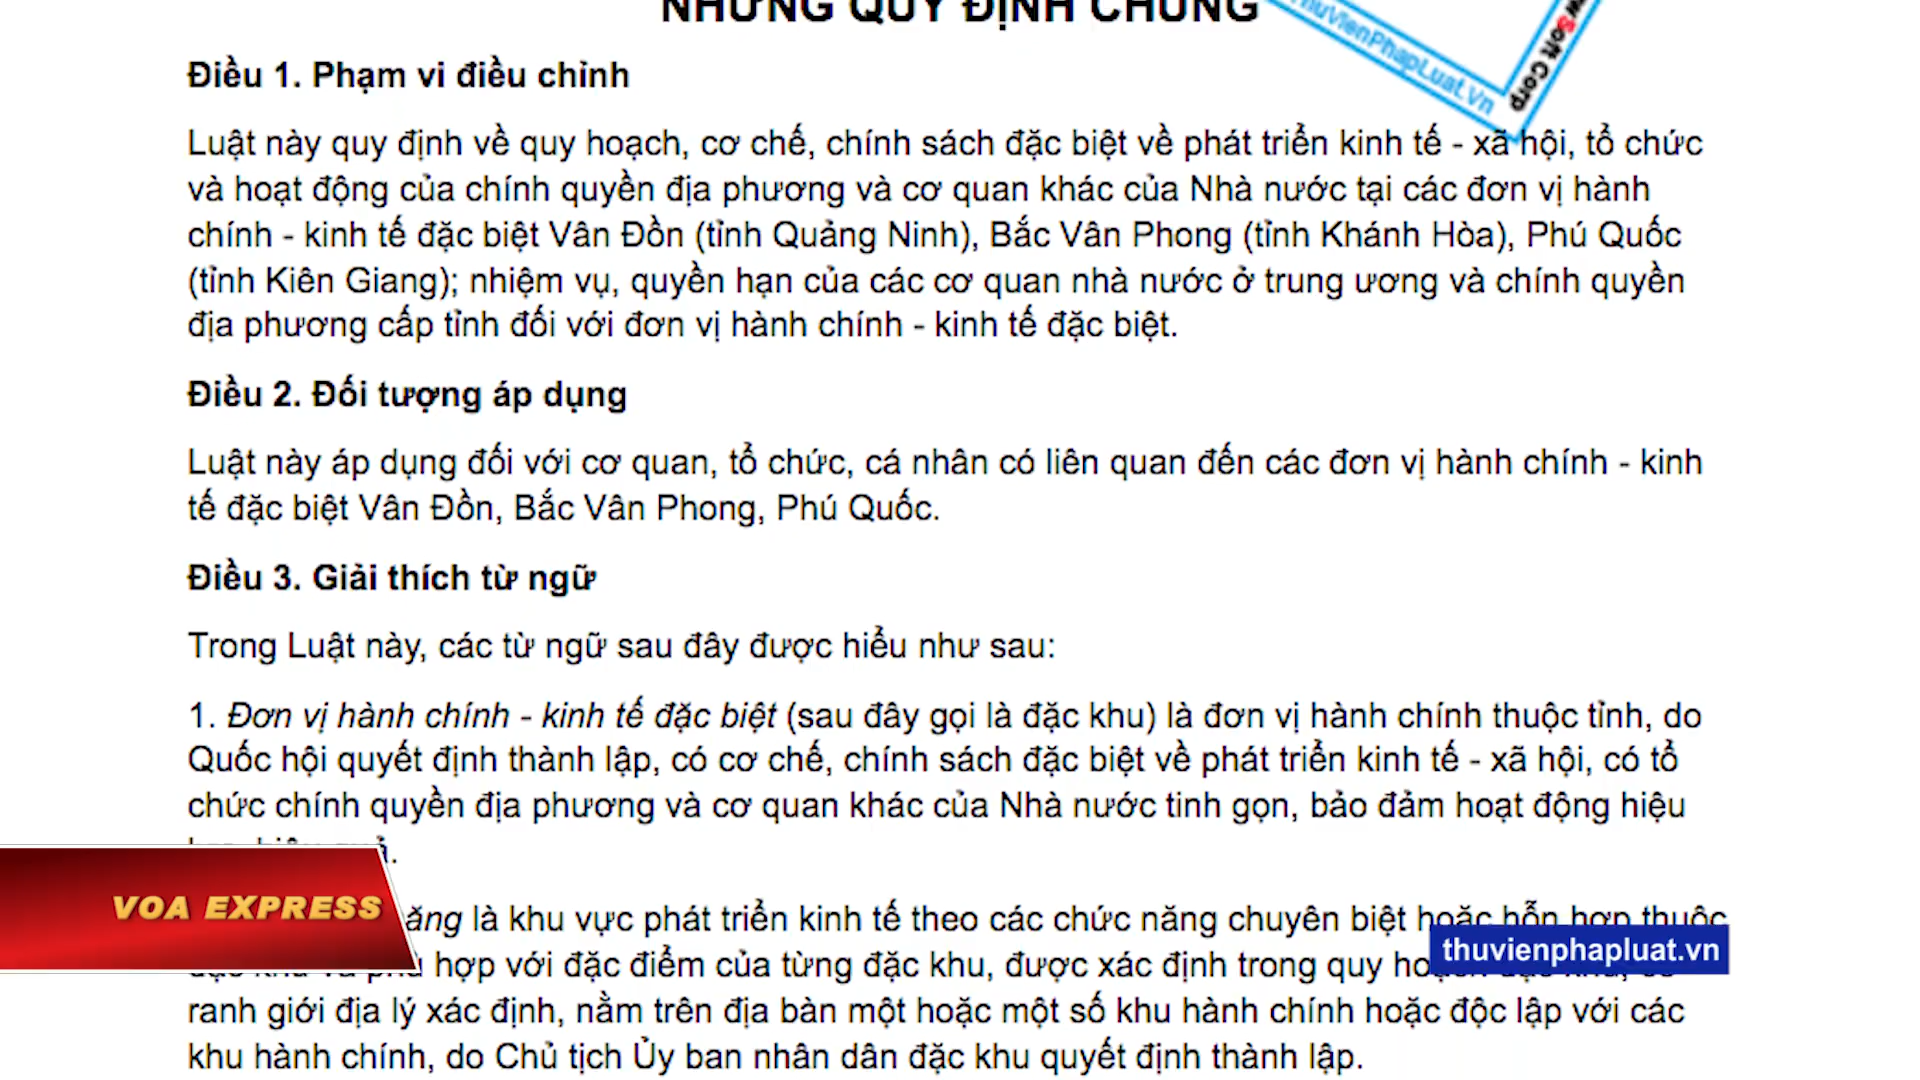 NHỮNG QUY ĐỊNH CHUNG
ThuVienPhapLuat.Vn
Soft Corp
Điều 1. Phạm vi điều chỉnh
Luật này quy định về quy hoạch, cơ chế, chính sách đặc biệt về phát triển kinh tế - xã hội, tổ chức
và hoạt động của chính quyền địa phương và cơ quan khác của Nhà nước tại các đơn vị hành
chính - kinh tế đặc biệt Vân Đồn (tỉnh Quảng Ninh), Bắc Vân Phong (tỉnh Khánh Hòa), Phú Quốc
(tỉnh Kiên Giang); nhiệm vụ, quyền hạn của các cơ quan nhà nước ở trung ương và chính quyền
địa phương cấp tỉnh đối với đơn vị hành chính - kinh tế đặc biệt.
Điều 2. Đối tượng áp dụng
Luật này áp dụng đối với cơ quan, tổ chức, cá nhân có liên quan đến các đơn vị hành chính - kinh
tế đặc biệt Vân Đồn, Bắc Vân Phong, Phú Quốc.
Điều 3. Giải thích từ ngữ
Trong Luật này, các từ ngữ sau đây được hiểu như sau:
1. Đơn vị hành chính - kinh tế đặc biệt (sau đây gọi là đặc khu) là đơn vị hành chính thuộc tỉnh, do
Quốc hội quyết định thành lập, có cơ chế, chính sách đặc biệt về phát triển kinh tế - xã hội, có tổ
chức chính quyền địa phương và cơ quan khác của Nhà nước tinh gọn, bảo đảm hoạt động hiệu
VOA EXPRESS
ăng là khu vực phát triển kinh tế theo các chức năng chuyên biệt hoặc hỗn hợp thuộc
hợp với đặc điểm của từng đặc khu, được xác định trong quy
thuvienphapluat.vn
ranh giới địa lý xác định, nằm trên địa bàn một hoặc một số khu hành chính hoặc độc lập với các
khu hành chính, do Chủ tịch Ủy ban nhân dân đặc khu quyết định thành lập.